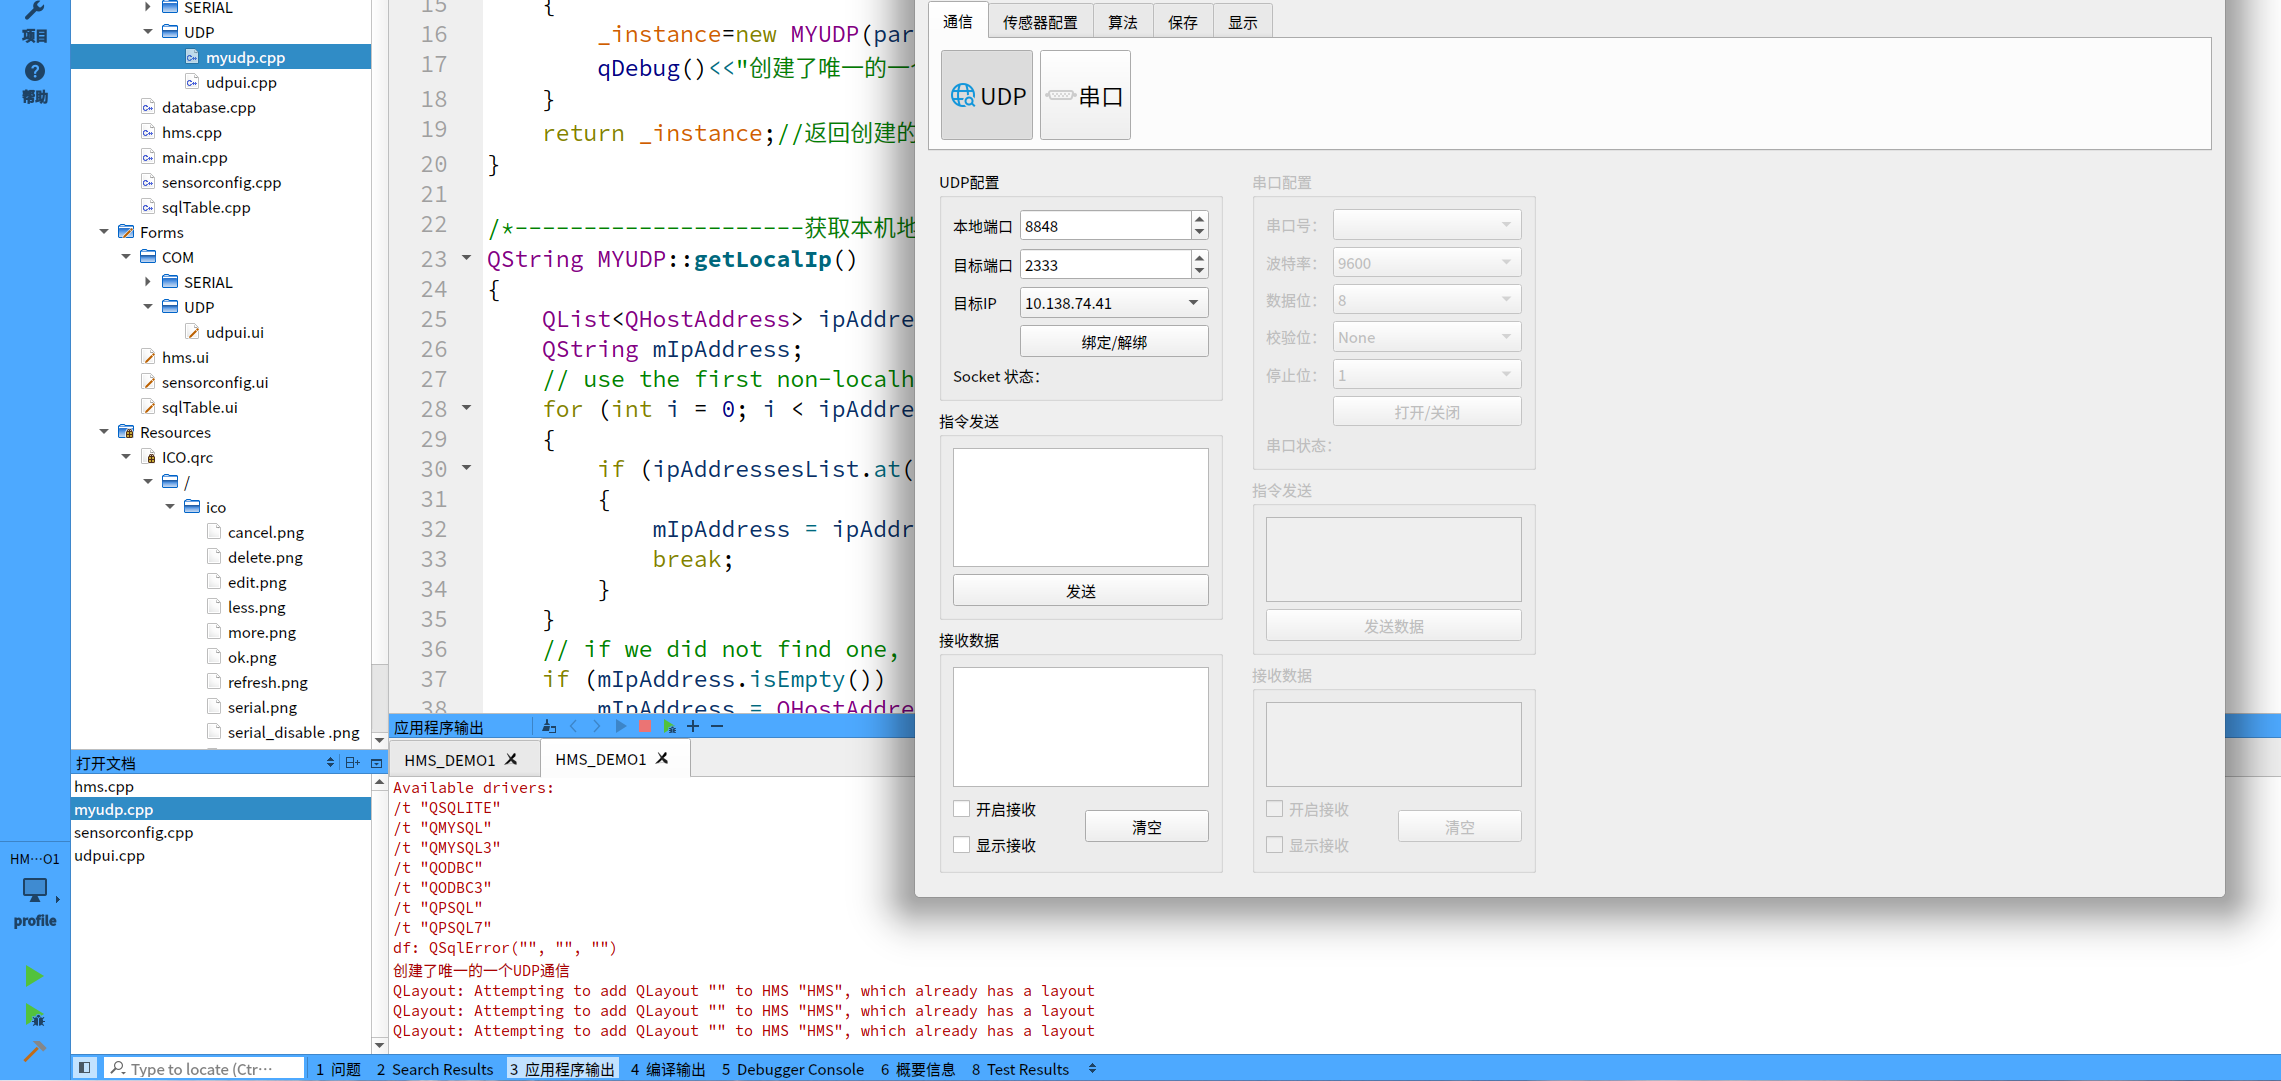 项目
帮助
SERIAL
UDP
myudp.cpp
udpui.cpp
database.cpp
hms.cpp
main.cpp
sensorconfig.cpp
sqlTable.cpp
Forms
COM
SERIAL
UDP
udpui.ui
hms.ui
sensorconfig.ui
sqlTable.ui
Resources
ICO.qrc
/
ico
cancel.png
delete.png
edit.png
less.png
more.png
ok.png
refresh.png
serial.png
serial_disable .png
打开文档
hms.cpp
myudp.cpp
sensorconfig.cpp
udpui.cpp
HM···O1
profile
15 {
16 _instance=new MYUDP(par
17 qDebug()<<"创建了唯一的一
18 }
19 return _instance;//返回创建的
20 }
21
22 /*---------------------获取本机地
23 QString MYUDP::getLocalIp()
24 {
25 QList<QHostAddress> ipAddre
26 QString mIpAddress;
27 // use the first non-localh
28 for (int i = 0; i < ipAddre
29 {
30 if (ipAddressesList.at(
31 {
32 mIpAddress = ipAddr
33 break;
34 }
35 }
36 // if we did not find one,
37 if (mIpAddress.isEmpty())
38 mIpAddress = QHostAddre
应用程序输出
HMS_DEMO1
HMS_DEMO1
Available drivers:
/t "QSQLITE"
/t "QMYSQL"
/t "QMYSQL3"
/t "QODBC"
/t "QODBC3"
/t "QPSQL"
/t "QPSQL7"
df: QSqlError("", "", "")
创建了唯一的一个UDP通信
QLayout: Attempting to add QLayout "" to HMS "HMS", which already has a layout
QLayout: Attempting to add QLayout "" to HMS "HMS", which already has a layout
QLayout: Attempting to add QLayout "" to HMS "HMS", which already has a layout
通信 传感器配置 算法 保存 显示
UDP 串口
UDP配置
本地端口 8848
目标端口 2333
目标IP 10.138.74.41
绑定/解绑
Socket 状态：
指令发送
发送
接收数据
开启接收
清空
显示接收
串口配置
串口号：
波特率： 9600
数据位： 8
校验位： None
停止位： 1
打开/关闭
串口状态：
指令发送
发送数据
接收数据
开启接收
清空
显示接收
Type to locate (Ctr···
1 问题 2 Search Results 3 应用程序输出 4 编译输出 5 Debugger Console 6 概要信息 8 Test Results